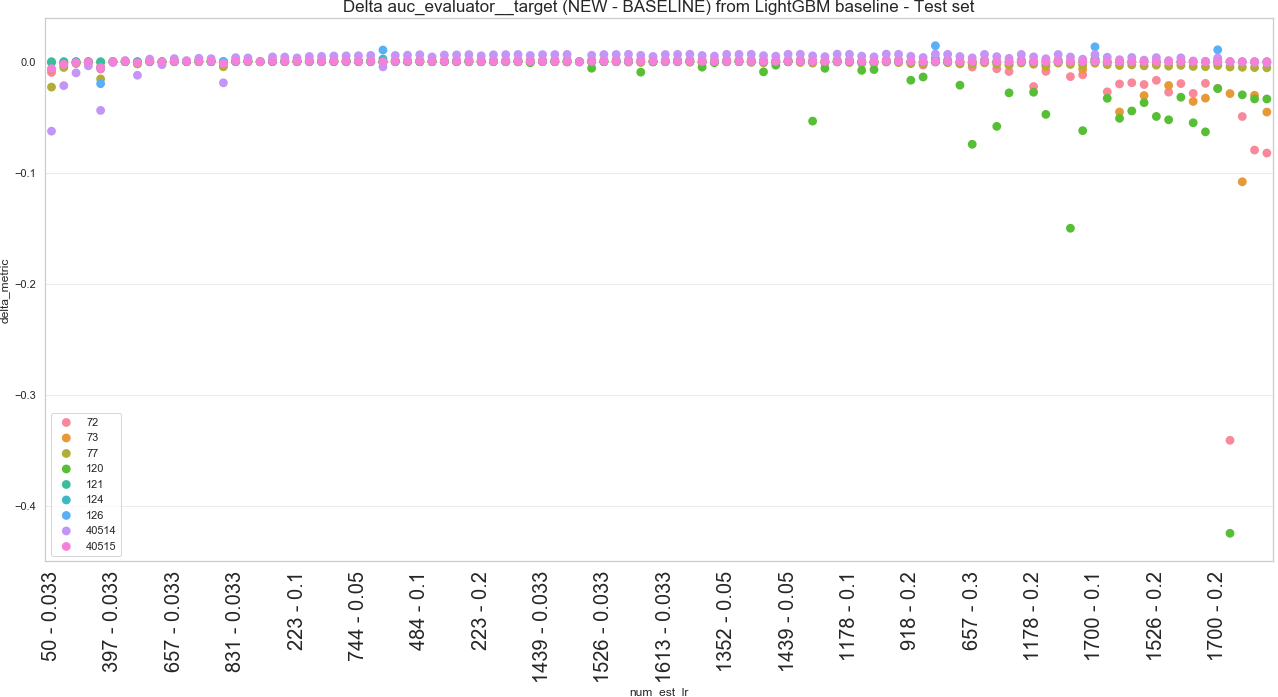 Delta auc_evaluator__target (NEW - BASELINE) from LightGBM baseline - Test set
delta_metric
0.0
−0.1
−0.2
−0.3
−0.4
72
73
77
120
121
124
126
40514
40515
50 - 0.033
397 - 0.033
657 - 0.033
831 - 0.033
223 - 0.1
744 - 0.05
484 - 0.1
223 - 0.2
1439 - 0.033
1526 - 0.033
1613 - 0.033
1352 - 0.05
1439 - 0.05
1178 - 0.1
918 - 0.2
657 - 0.3
1178 - 0.2
1700 - 0.1
1526 - 0.2
1700 - 0.2
num_est_lr